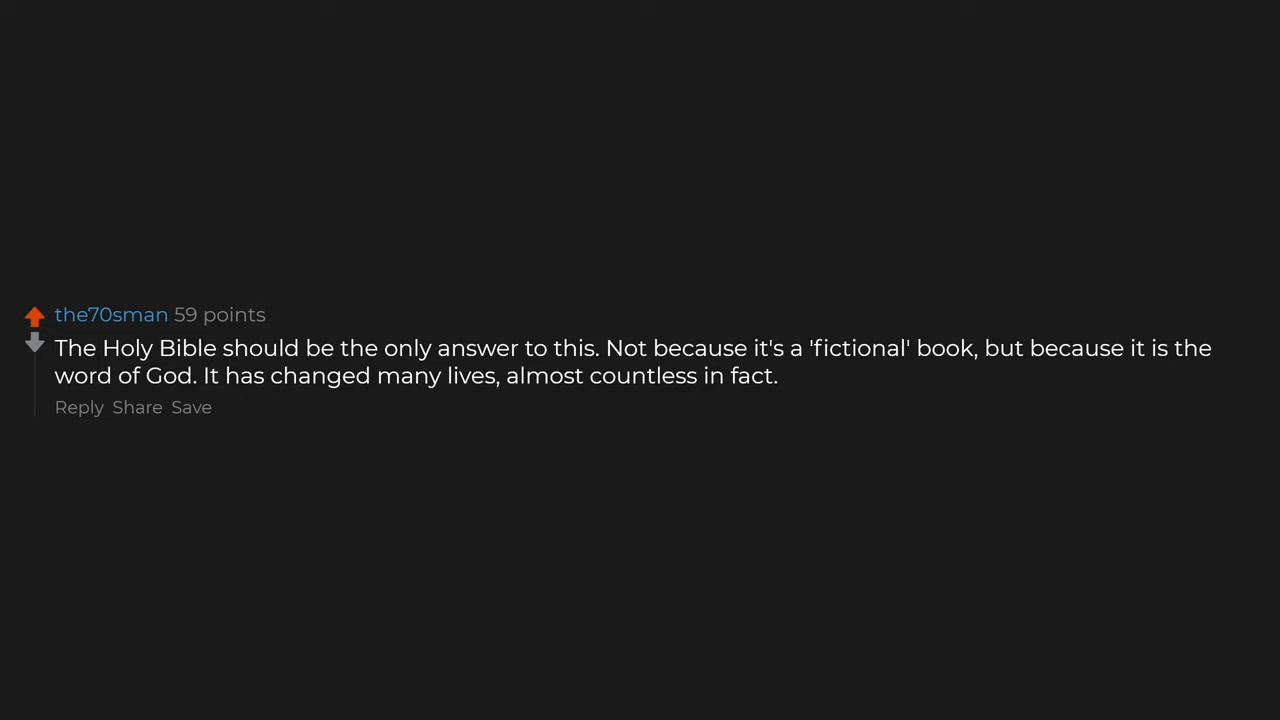 the70sman 59 points
The Holy Bible should be the only answer to this. Not because it's a 'fictional' book, but because it is the
word of God. It has changed many lives, almost countless in fact.
Reply Share Save